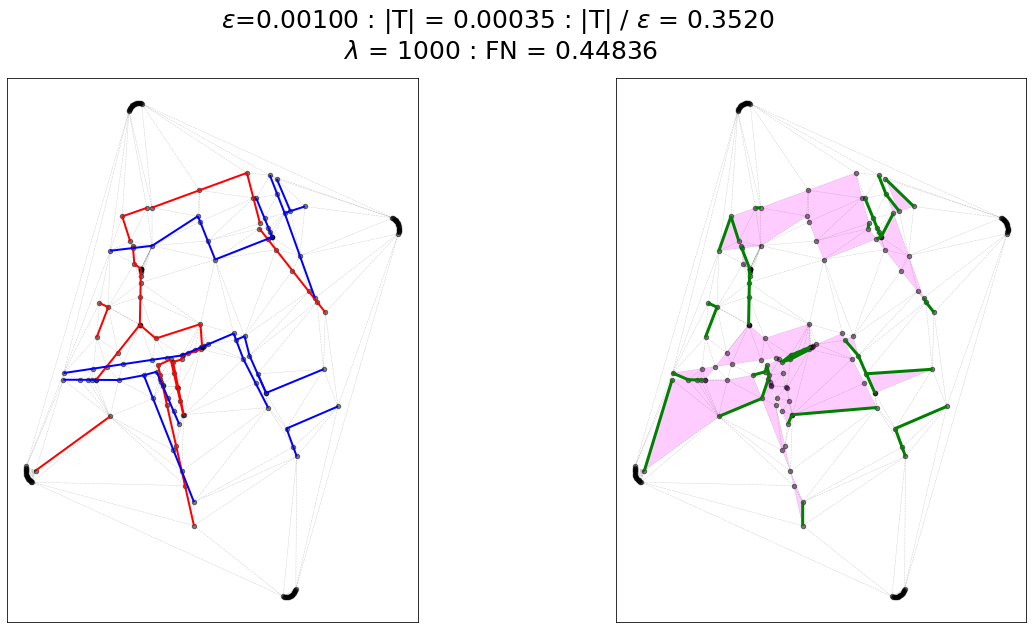 ε=0.00100 : |T| = 0.00035 : |T| / ε = 0.3520
λ = 1000 : FN = 0.44836